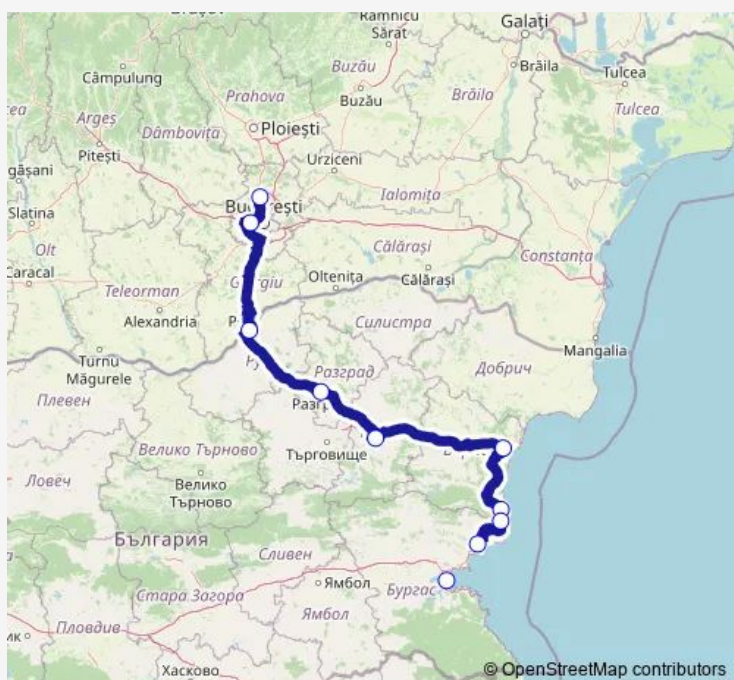 Râmnicu
Sărat
Galați
Câmpulung
Brăila
Tulcea
Buzău
Buzău
Prahova
Brăila
Tulcea
Argeș
Dâmbovița
Ploiești
Pitești
Urziceni
Slatina
București
Ialomița
Olt
Călărași
Constanța
Caracal
Giurgiu
Oltenița
Călărași
Teleorman
Alexandria
Силистра
Mangalia
Turnu
Măgurele
Разград
Добрич
Плевен
Велико Търново
Търговище
Ловеч
Велико
Търново
България
Сливен
Ямбол
Бургас
Стара Загора
Ямбол
Пловдив
Хасково
© OpenStreetMap contributors